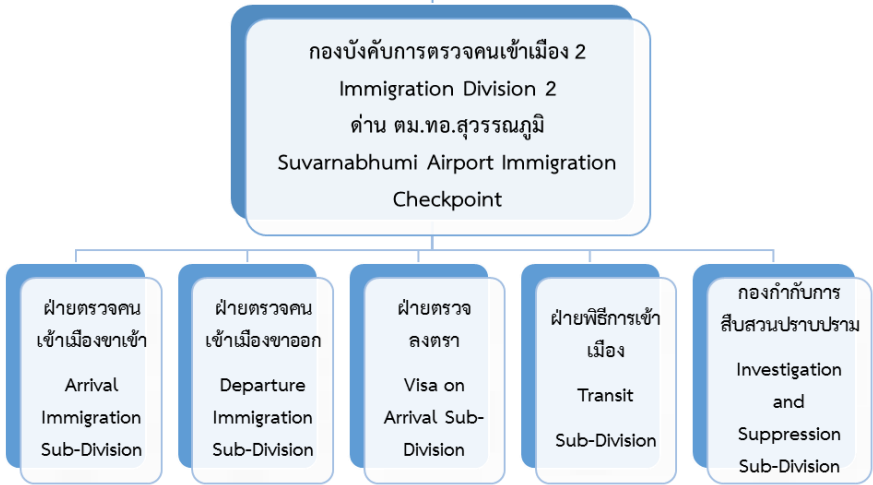 กองบังคับการตรวจคนเข้าเมือง 2
Immigration Division 2
ด่าน ตม.ทอ.สุวรรณภูมิ
Suvarnabhumi Airport Immigration
Checkpoint
ฝ่ายตรวจคน
เข้าเมืองขาเข้า
Arrival
Immigration
Sub-Division
ฝ่ายตรวจคน
เข้าเมืองขาออก
Departure
Immigration
Sub-Division
ฝ่ายตรวจ
ลงตรา
Visa on
Arrival Sub-
Division
ฝ่ายพิธีการเข้า
เมือง
Transit
Sub-Division
กองกำกับการ
สืบสวนปราบปราม
Investigation
and
Suppression
Sub-Division